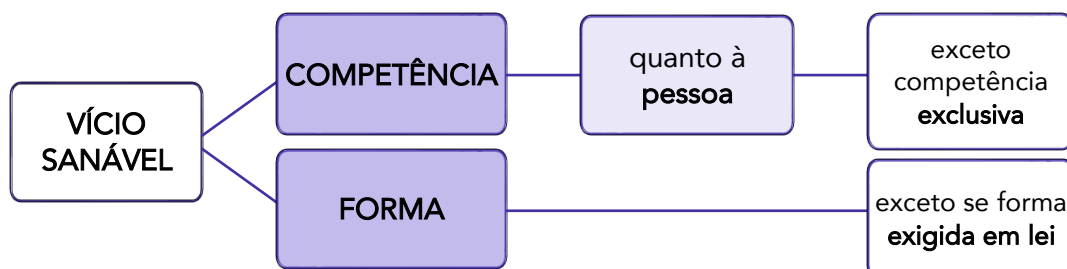 VÍCIO
SANÁVEL
COMPETÊNCIA
quanto à
pessoa
exceto
competência
exclusiva
FORMA
exceto se forma
exigida em lei